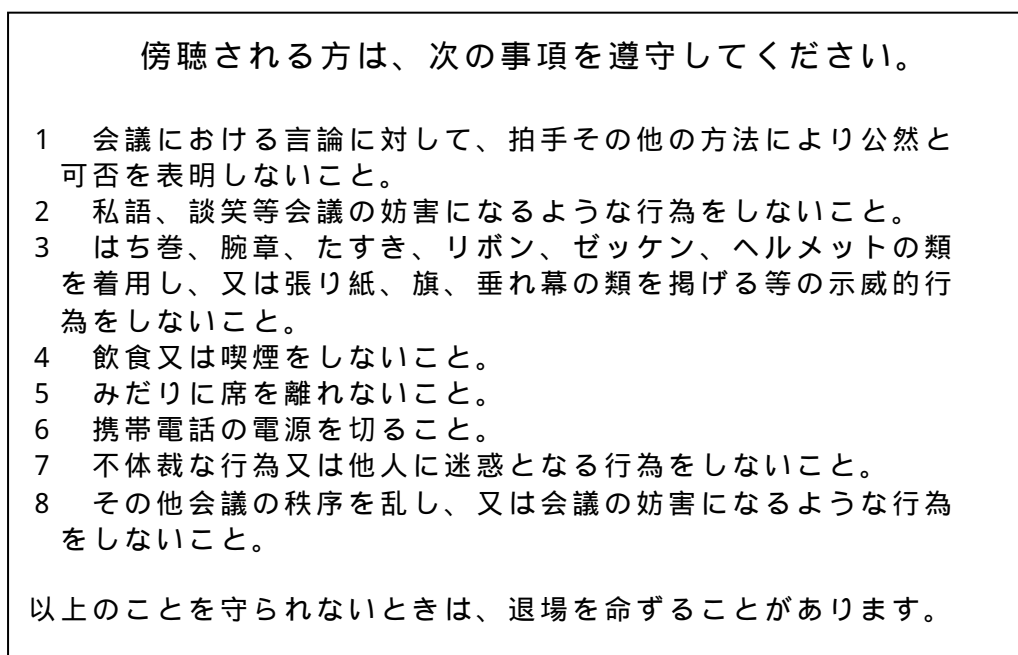 傍聴される方は、次の事項を遵守してください。
1　会議における言論に対して、拍手その他の方法により公然と
可否を表明しないこと。
2　私語、談笑等会議の妨害になるような行為をしないこと。
3　はち巻、腕章、たすき、リボン、ゼッケン、ヘルメットの類
を着用し、又は張り紙、旗、垂れ幕の類を掲げる等の示威的行
為をしないこと。
4　飲食又は喫煙をしないこと。
5　みだりに席を離れないこと。
6　携帯電話の電源を切ること。
7　不体裁な行為又は他人に迷惑となる行為をしないこと。
8　その他会議の秩序を乱し、又は会議の妨害になるような行為
をしないこと。
以上のことを守られないときは、退場を命ずることがあります。